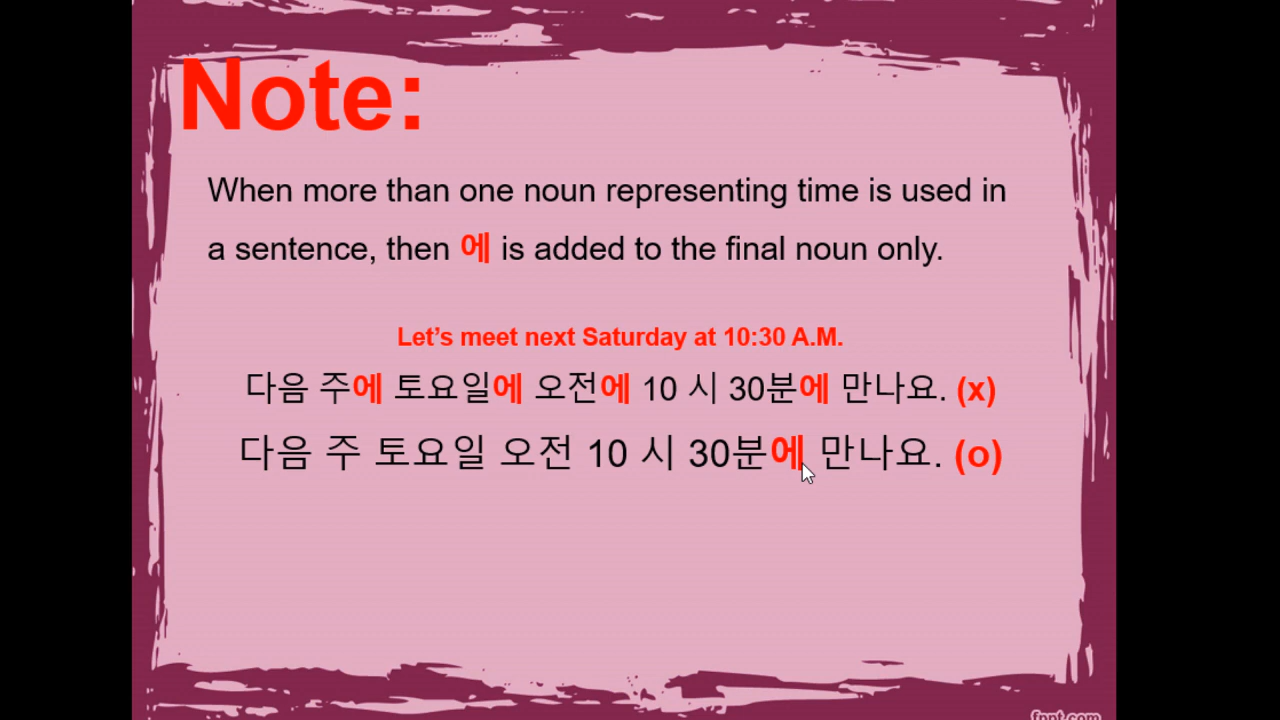 Note:
When more than one noun representing time is used in
a sentence, then 에 is added to the final noun only.
Let's meet next Saturday at 10:30 A.M.
다음 주에 토요일에 오전에 10 시 30분에 만나요. (x)
다음 주 토요일 오전 10 시 30분에 만나요. (o)
fppt.com